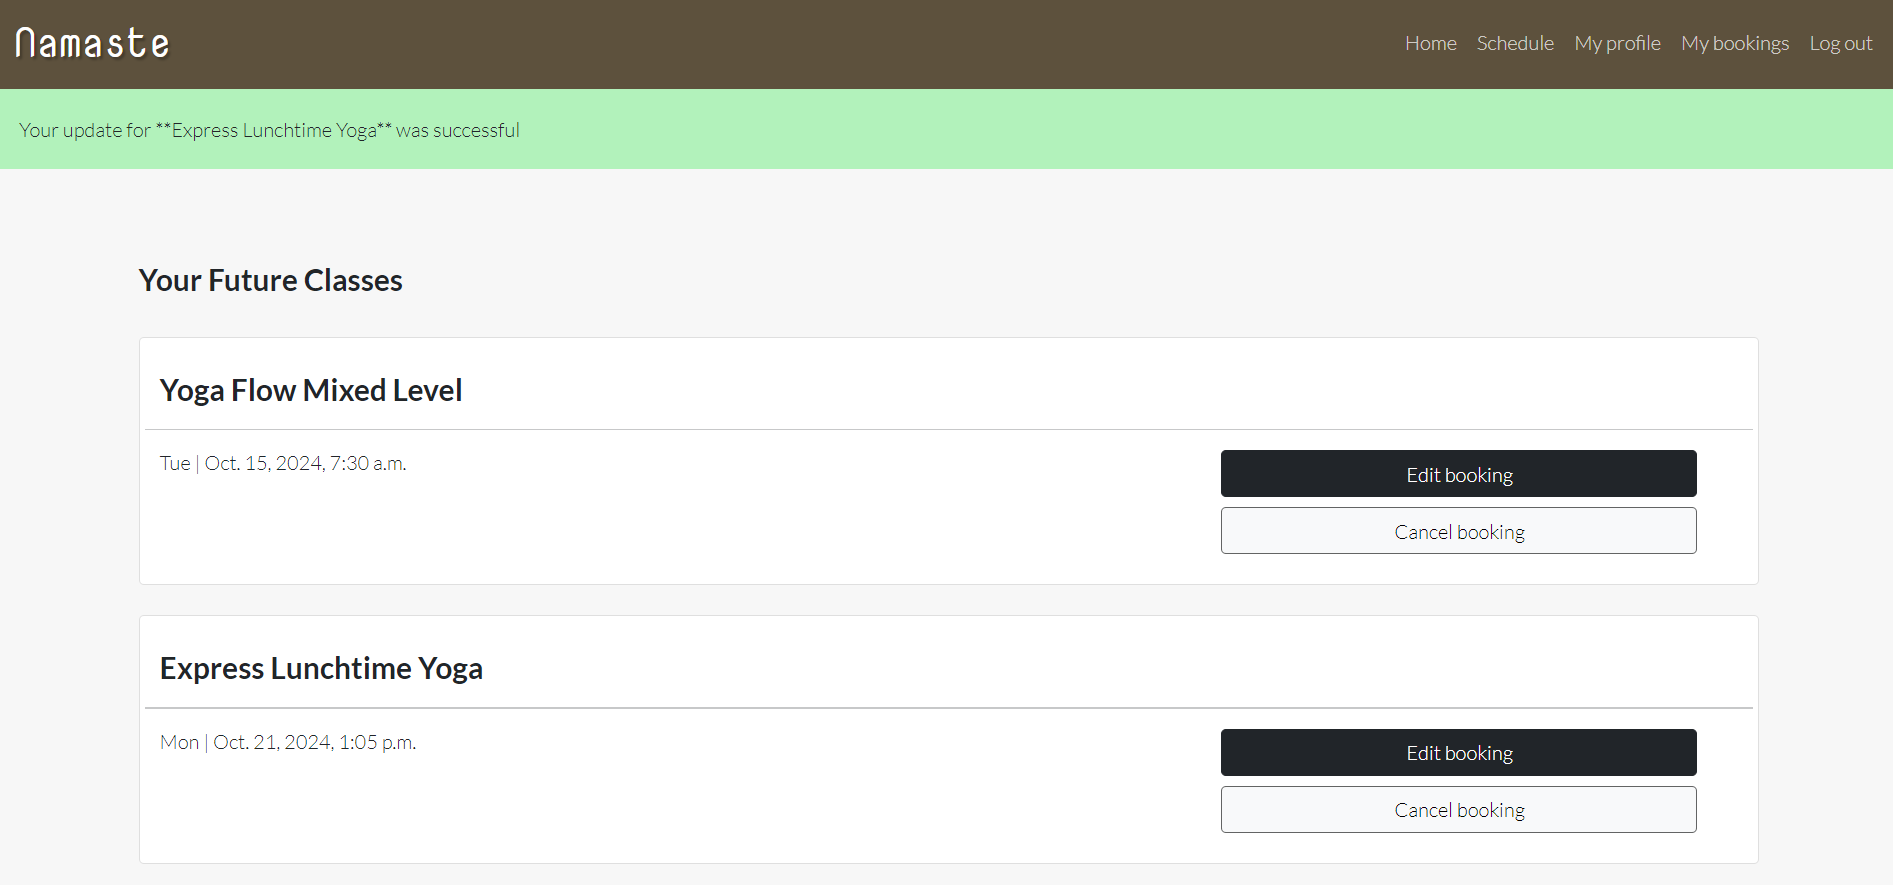 Namaste
Home Schedule My profile My bookings Log out
Your update for **Express Lunchtime Yoga** was successful
Your Future Classes
Yoga Flow Mixed Level
Tue | Oct. 15, 2024, 7:30 a.m.
Edit booking
Cancel booking
Express Lunchtime Yoga
Mon | Oct. 21, 2024, 1:05 p.m.
Edit booking
Cancel booking